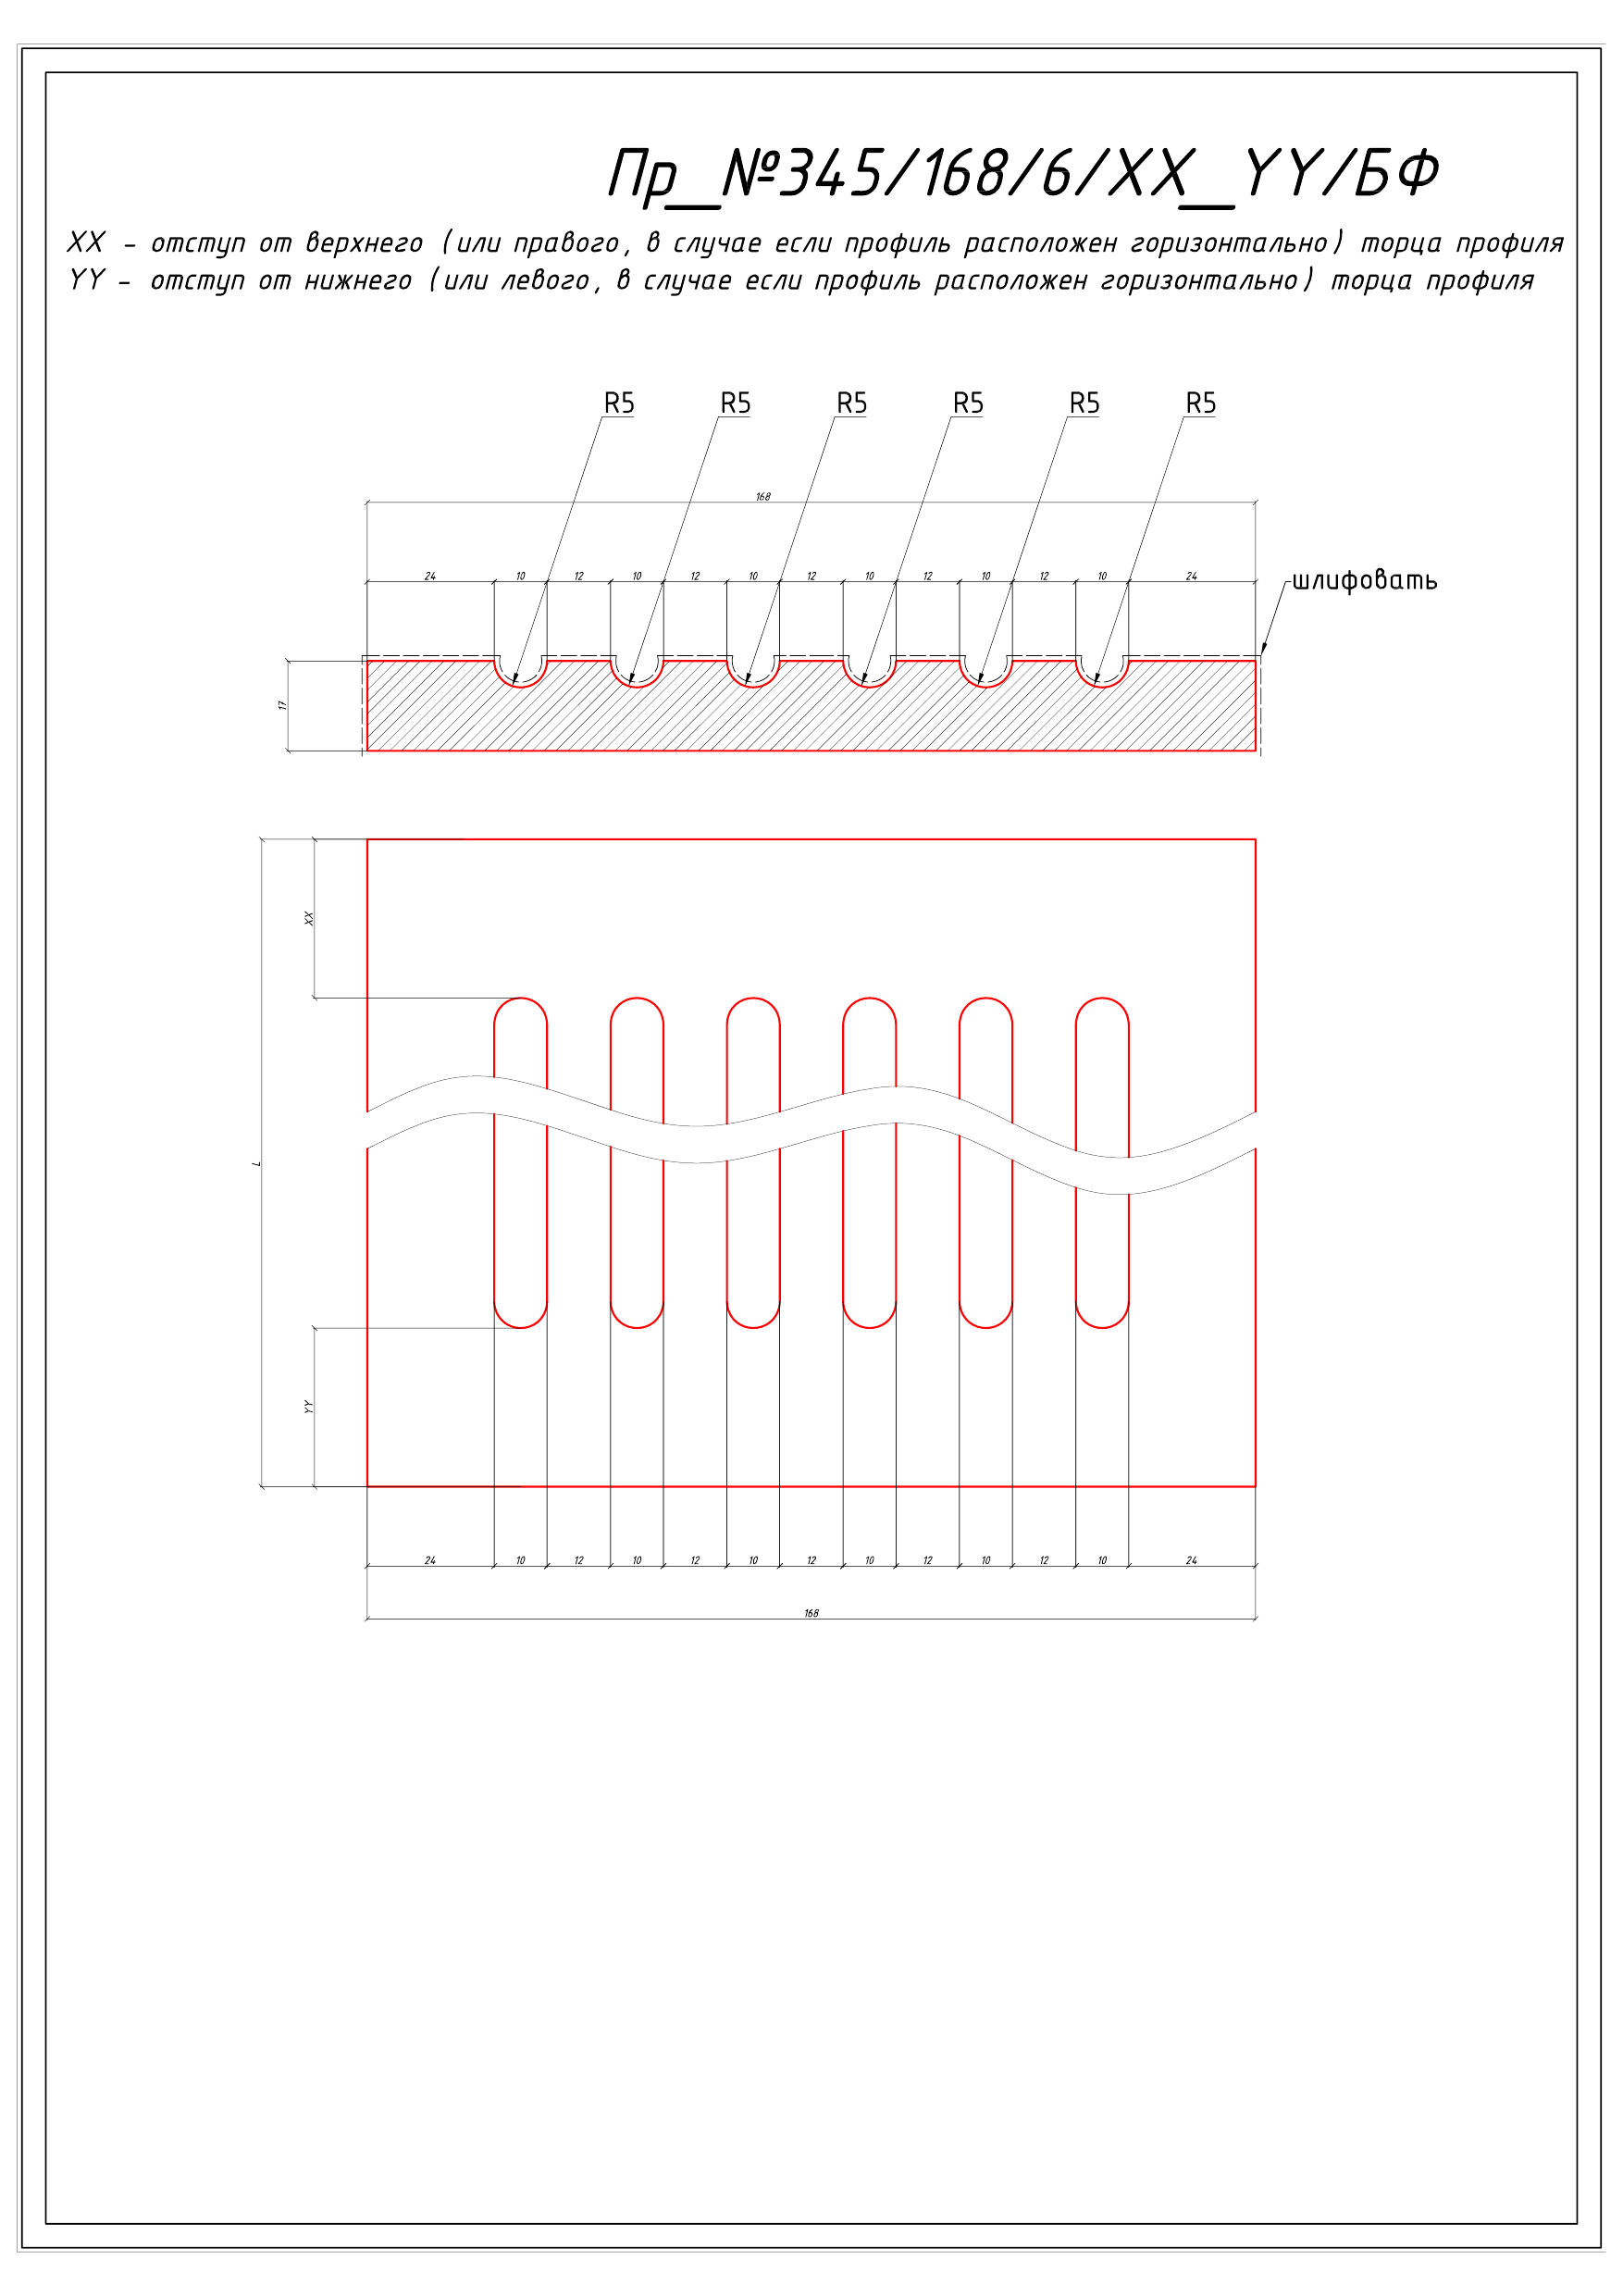 Пр_№345/168/6/XX_YY/БФ
XX - отступ от верхнего (или правого, в случае если профиль расположен горизонтально) торца профиля
YY - отступ от нижнего (или левого, в случае если профиль расположен горизонтально) торца профиля
R5 R5 R5 R5 R5 R5
168
24 10 12 10 12 10 12 10 12 10 12 10 24
шлифовать
17
XX
L
YY
24 10 12 10 12 10 12 10 12 10 12 10 24
168